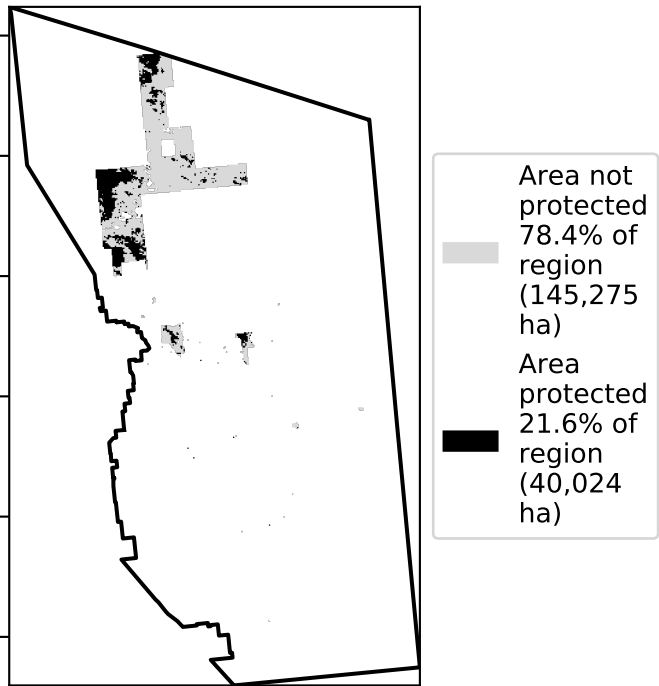 Area not
protected
78.4% of
region
(145,275
ha)
Area
protected
21.6% of
region
(40,024
ha)